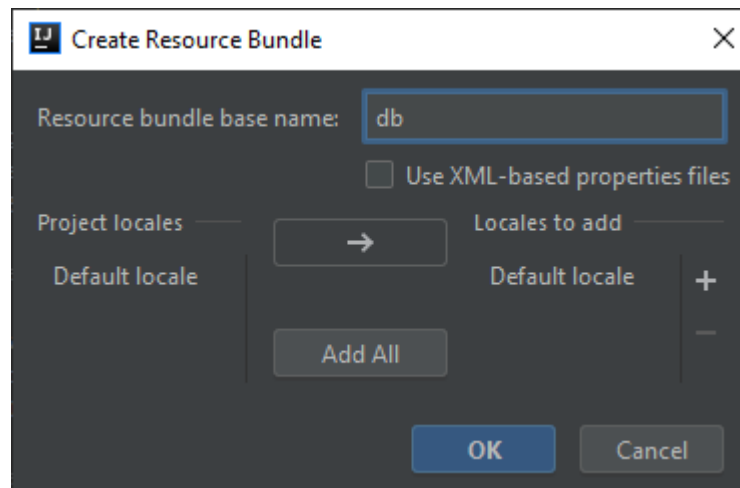 IJ Create Resource Bundle
Resource bundle base name: db
Use XML-based properties files
Project locales
Locales to add
Default locale
Default locale
Add All
OK Cancel